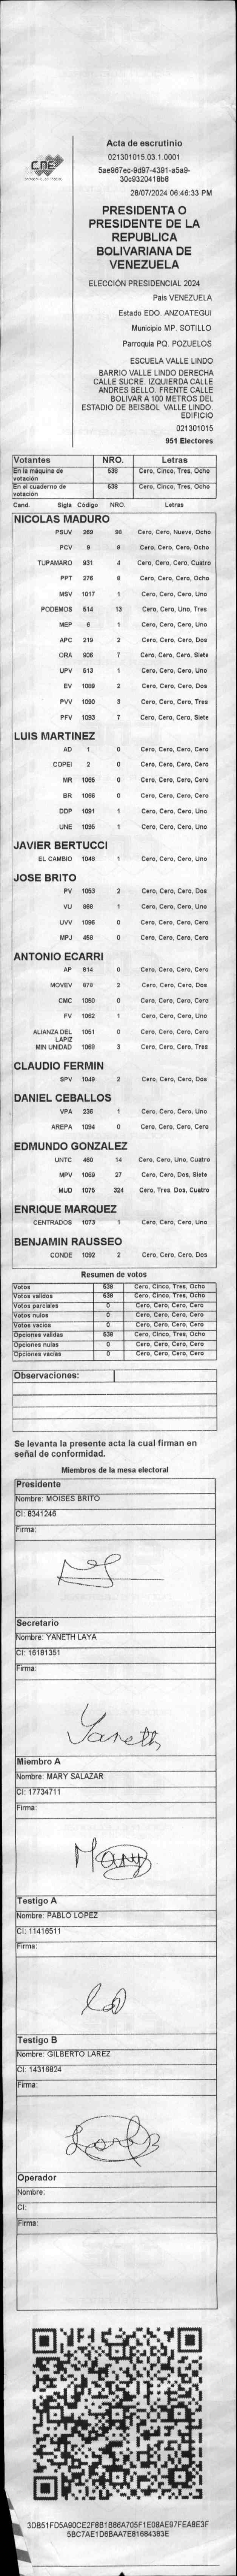 CNE
Acta de escrutinio
021301015.03.1.0001
5ae967ec-9d97-4391-a5a9-
30c9320418b8
28/07/2024 06:46:33 PM
PRESIDENTA O
PRESIDENTE DE LA
REPUBLICA
BOLIVARIANA DE
VENEZUELA
ELECCIÓN PRESIDENCIAL 2024
Pais VENEZUELA
Estado EDO. ANZOATEGUI
Municipio MP. SOTILLO
Parroquia PQ. POZUELOS
ESCUELA VALLE LINDO
BARRIO VALLE LINDO DERECHA
CALLE SUCRE. IZQUIERDA CALLE
ANDRES BELLO. FRENTE CALLE
BOLIVAR A 100 METROS DEL
ESTADIO DE BEISBOL VALLE LINDO
EDIFICIO
021301015
951 Electores
Votantes NRO. Letras
En la máquina de votación 538 Cero, Cinco, Tres, Ocho
En el cuaderno de votación 538 Cero, Cinco, Tres, Ocho
Cand. Sigla Código NRO. Letras
NICOLAS MADURO
PSUV 269 98 Cero, Cero, Nueve, Ocho
PCV 9 8 Cero, Cero, Cero, Ocho
TUPAMARO 931 4 Cero, Cero, Cero, Cuatro
PPT 276 8 Cero, Cero, Cero, Ocho
MSV 1017 1 Cero, Cero, Cero, Uno
PODEMOS 514 13 Cero, Cero, Uno, Tres
MEP 6 1 Cero, Cero, Cero, Uno
APC 219 2 Cero, Cero, Cero, Dos
ORA 906 7 Cero, Cero, Cero, Siete
UPV 513 1 Cero, Cero, Cero, Uno
EV 1089 2 Cero, Cero, Cero, Dos
PVV 1090 3 Cero, Cero, Cero, Tres
PFV 1093 7 Cero, Cero, Cero, Siete
LUIS MARTINEZ
AD 1 0 Cero, Cero, Cero, Cero
COPEI 2 0 Cero, Cero, Cero, Cero
MR 1065 0 Cero, Cero, Cero, Cero
BR 1066 0 Cero, Cero, Cero, Cero
DDP 1091 1 Cero, Cero, Cero, Uno
UNE 1095 1 Cero, Cero, Cero, Uno
JAVIER BERTUCCI
EL CAMBIO 1048 1 Cero, Cero, Cero, Uno
JOSE BRITO
PV 1053 2 Cero, Cero, Cero, Dos
VU 968 1 Cero, Cero, Cero, Uno
UVV 1096 0 Cero, Cero, Cero, Cero
MPJ 459 0 Cero, Cero, Cero, Cero
ANTONIO ECARRI
AP 814 0 Cero, Cero, Cero, Cero
MOVEV 978 2 Cero, Cero, Cero, Dos
CMC 1050 0 Cero, Cero, Cero, Cero
FV 1062 1 Cero, Cero, Cero, Uno
ALIANZA DEL LAPIZ 1051 0 Cero, Cero, Cero, Cero
MIN UNIDAD 1069 3 Cero, Cero, Cero, Tres
CLAUDIO FERMIN
SPV 1049 2 Cero, Cero, Cero, Dos
DANIEL CEBALLOS
VPA 236 1 Cero, Cero, Cero, Uno
AREPA 1094 0 Cero, Cero, Cero, Cero
EDMUNDO GONZALEZ
UNTC 460 14 Cero, Cero, Uno, Cuatro
MPV 1069 27 Cero, Cero, Dos, Siete
MUD 1075 324 Cero, Tres, Dos, Cuatro
ENRIQUE MARQUEZ
CENTRADOS 1073 1 Cero, Cero, Cero, Uno
BENJAMIN RAUSSEO
CONDE 1092 2 Cero, Cero, Cero, Dos
Resumen de votos
Votos 538 Cero, Cinco, Tres, Ocho
Votos validos 538 Cero, Cinco, Tres, Ocho
Votos parciales 0 Cero, Cero, Cero, Cero
Votos nulos 0 Cero, Cero, Cero, Cero
Votos vacios 0 Cero, Cero, Cero, Cero
Opciones validas 538 Cero, Cinco, Tres, Ocho
Opciones nulas 0 Cero, Cero, Cero, Cero
Opciones vacias 0 Cero, Cero, Cero, Cero
Observaciones:
Se levanta la presente acta la cual firman en
señal de conformidad.
Miembros de la mesa electoral
Presidente
Nombre: MOISES BRITO
CI: 8341246
Firma:
Secretario
Nombre: YANETH LAYA
CI: 16181351
Firma:
Yaneth
Miembro A
Nombre: MARY SALAZAR
CI: 17734711
Firma:
Mary
Testigo A
Nombre: PABLO LOPEZ
CI: 11416511
Firma:
Testigo B
Nombre: GILBERTO LAREZ
CI: 14316824
Firma:
Operador
Nombre:
CI:
Firma:
3DB51FD5A90CE2F8B1B86A705F1E08AE97FEA8E3F
5BC7AE1D6BAA7E81684383E